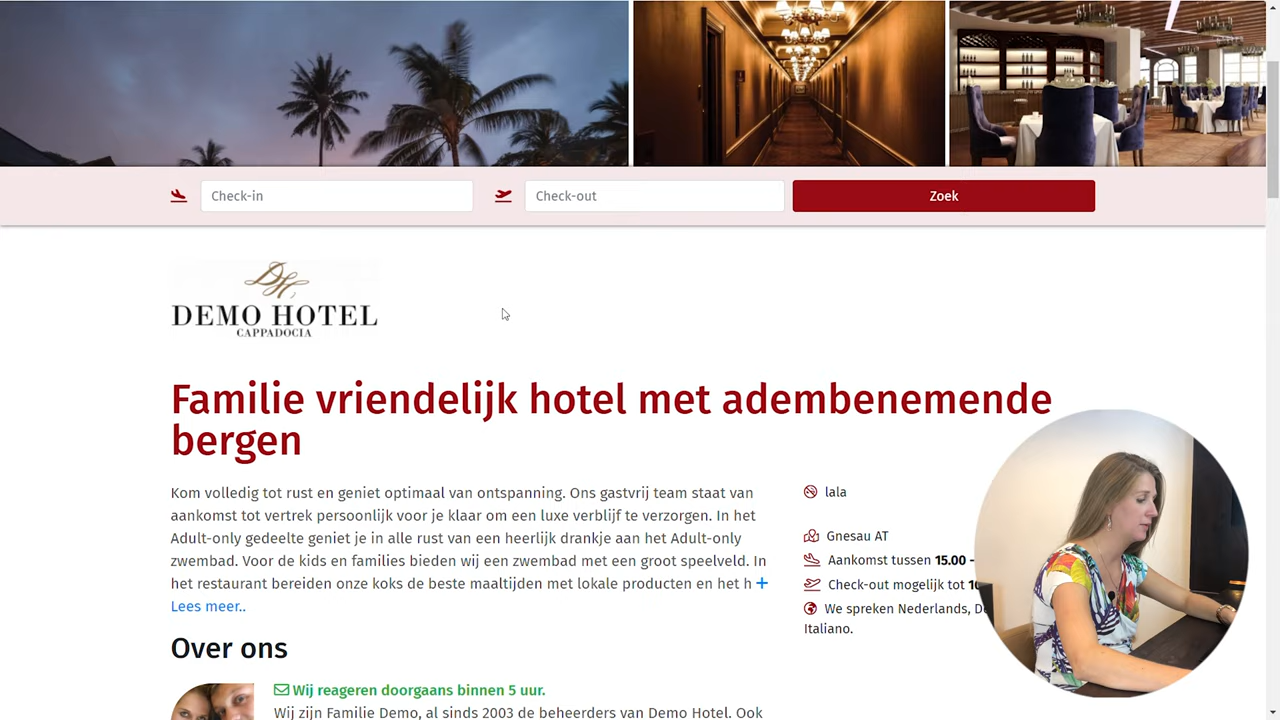 Check-in
Check-out
Zoek
DH
DEMO HOTEL
CAPPADOCIA
Familie vriendelijk hotel met adembenemende
bergen
Kom volledig tot rust en geniet optimaal van ontspanning. Ons gastvrij team staat van
aankomst tot vertrek persoonlijk voor je klaar om een luxe verblijf te verzorgen. In het
Adult-only gedeelte geniet je in alle rust van een heerlijk drankje aan het Adult-only
zwembad. Voor de kids en families bieden wij een zwembad met een groot speelveld. In
het restaurant bereiden onze koks de beste maaltijden met lokale producten en het h +
Lees meer..
lala
Gnesau AT
Aankomst tussen 15.00 -
Check-out mogelijk tot
We spreken Nederlands,
Italiano.
Over ons
Wij reageren doorgaans binnen 5 uur.
Wij zijn Familie Demo, al sinds 2003 de beheerders van Demo Hotel. Ook